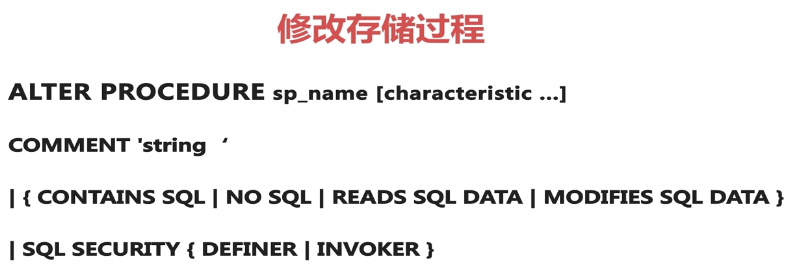 修改存储过程
ALTER PROCEDURE sp_name [characteristic ...]
COMMENT 'string ‘
| { CONTAINS SQL | NO SQL | READS SQL DATA | MODIFIES SQL DATA }
| SQL SECURITY { DEFINER | INVOKER }